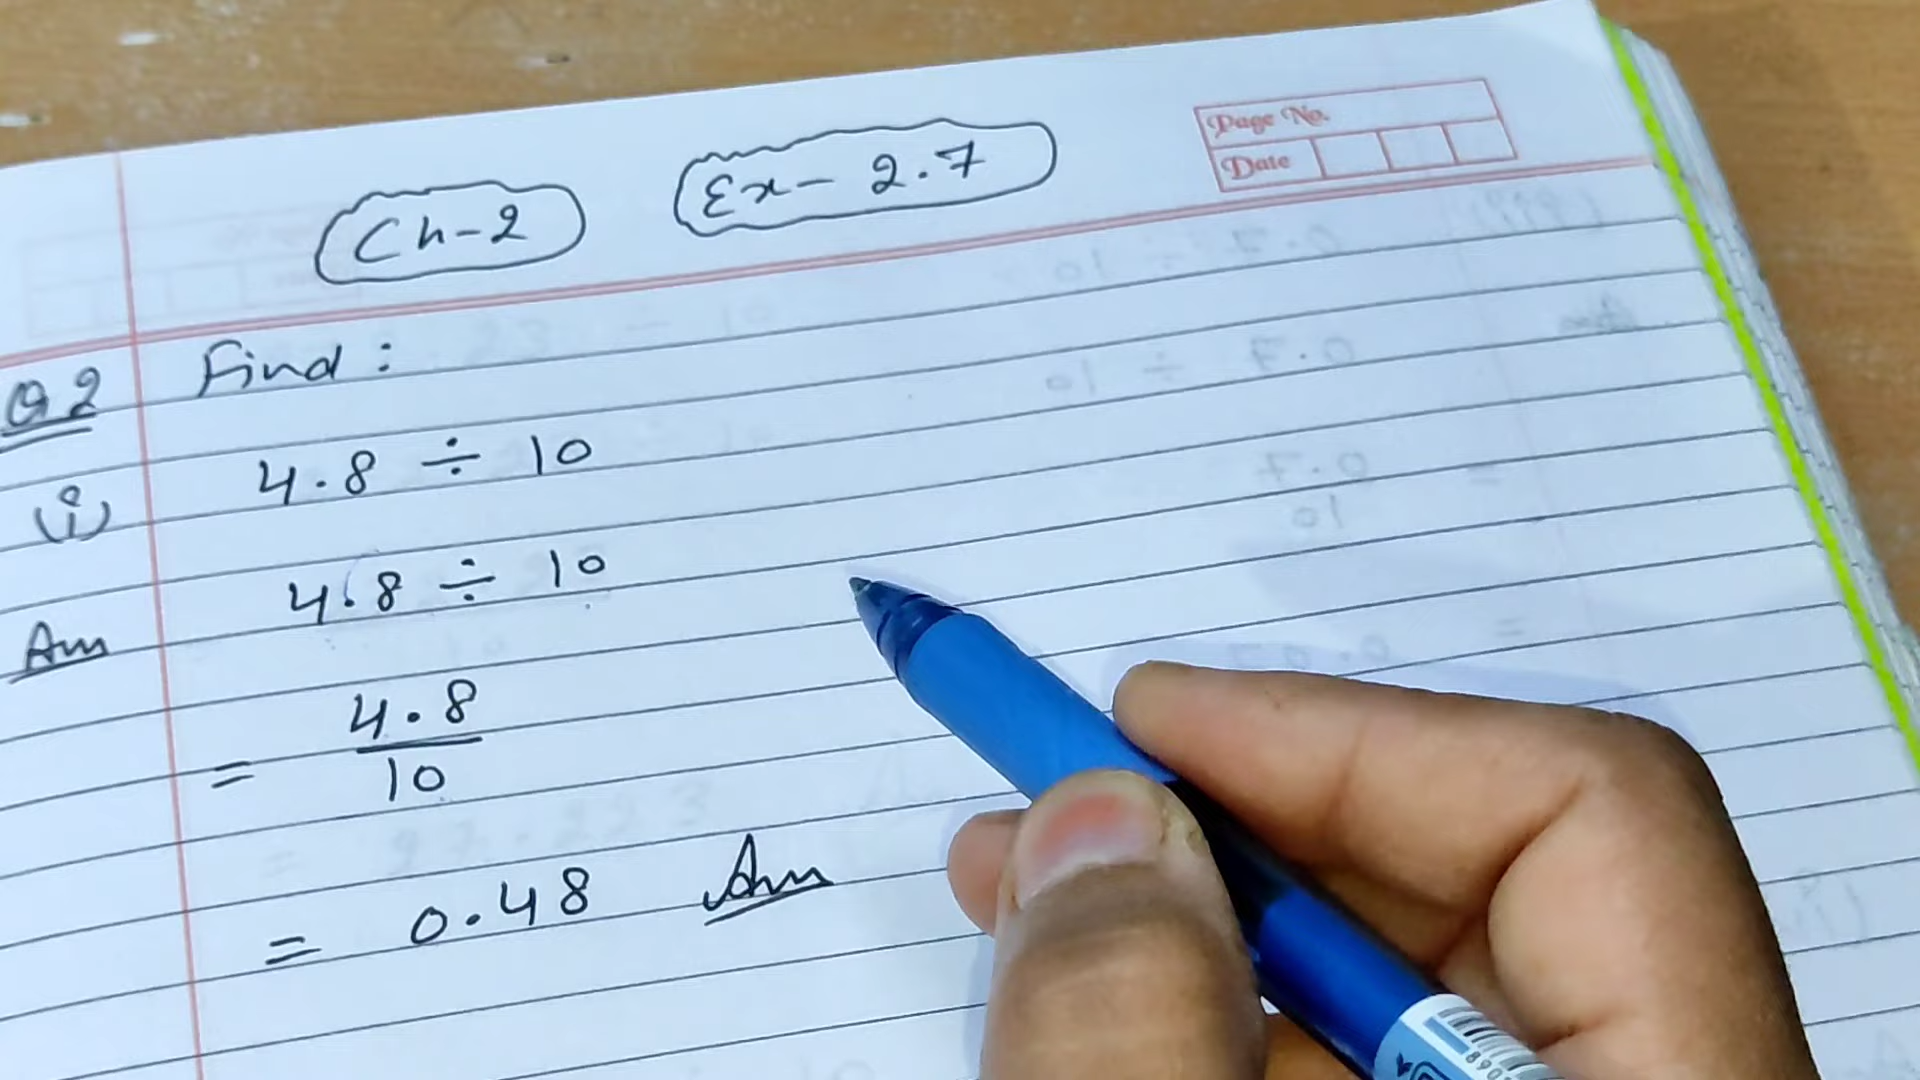 Page No.
Date
Ch-2 Ex- 2.7
Q2 Find :
(i) 4.8 ÷ 10
Ans 4.8 ÷ 10
= 4.8
10
= 0.48 Ans